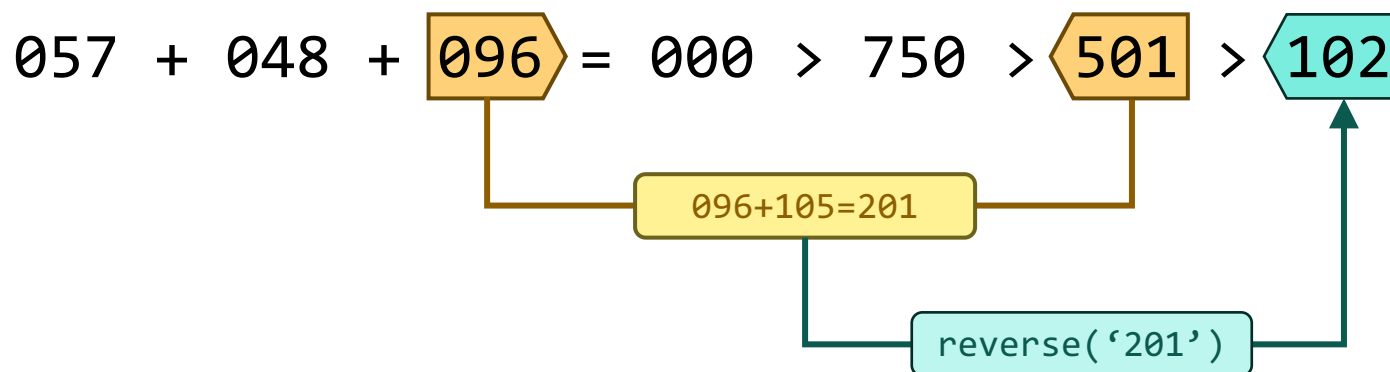 057 + 048 + 096 = 000 > 750 > 501 > 102
096+105=201
reverse(‘201’)